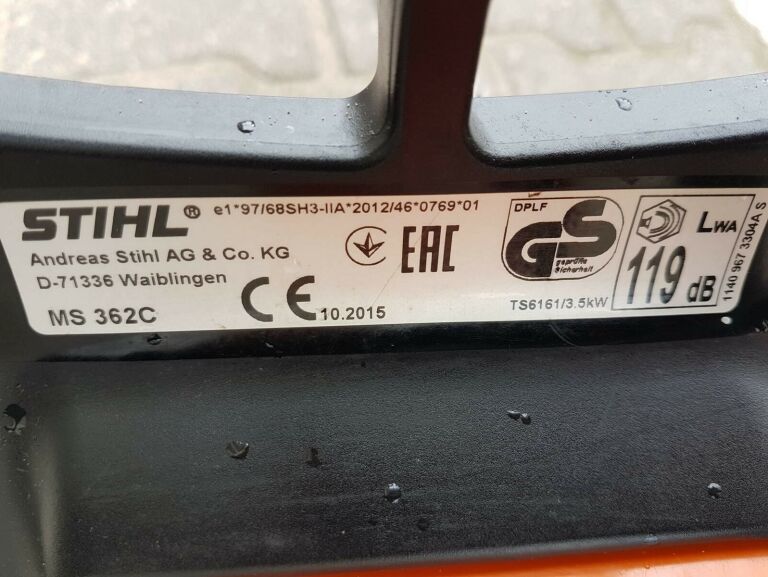 STIHL® e1*97/68SH3-IIA*2012/46*0769*01
Andreas Stihl AG & Co. KG
D-71336 Waiblingen
MS 362C
CE 10.2015
EAC
DPLF
GS
geprüfte
Sicherheit
TS6161/3.5kW
LWA
119 dB
1140 967 3304A S